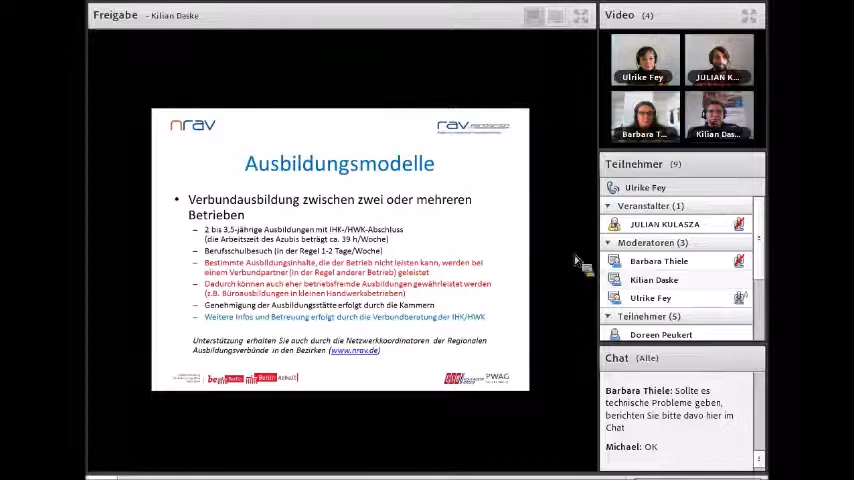 Freigabe - Kilian Daske
Video (4)
Ulrike Fey
JULIAN K...
Barbara T...
Kilian Das...
Teilnehmer (9)
Ulrike Fey
Veranstalter (1)
JULIAN KULASZA
Moderatoren (3)
Barbara Thiele
Kilian Daske
Ulrike Fey
Teilnehmer (5)
Doreen Peukert
Chat (Alle)
Barbara Thiele: Sollte es
technische Probleme geben,
berichten Sie bitte davo hier im
Chat
Michael: OK
nrav
rav
Ausbildungsmodelle
• Verbundausbildung zwischen zwei oder mehreren
Betrieben
– 2 bis 3,5-jährige Ausbildungen mit IHK-/HWK-Abschluss
(die Arbeitszeit des Azubis beträgt ca. 39 h/Woche)
– Berufsschulbesuch (in der Regel 1-2 Tage/Woche)
– Bestimmte Ausbildungsinhalte, die der Betrieb nicht leisten kann, werden bei
einem Verbundpartner (in der Regel anderer Betrieb) geleistet
– Dadurch können auch eher betriebsfremde Ausbildungen gewährleistet werden
(z.B. Büroausbildungen in kleinen Handwerksbetrieben)
– Genehmigung der Ausbildungsstätte erfolgt durch die Kammern
– Weitere Infos und Betreuung erfolgt durch die Verbundberatung der IHK/HWK
Unterstützung erhalten Sie auch durch die Netzwerkkoordinatoren der Regionalen
Ausbildungsverbünde in den Bezirken (www.nrav.de)
PWAG